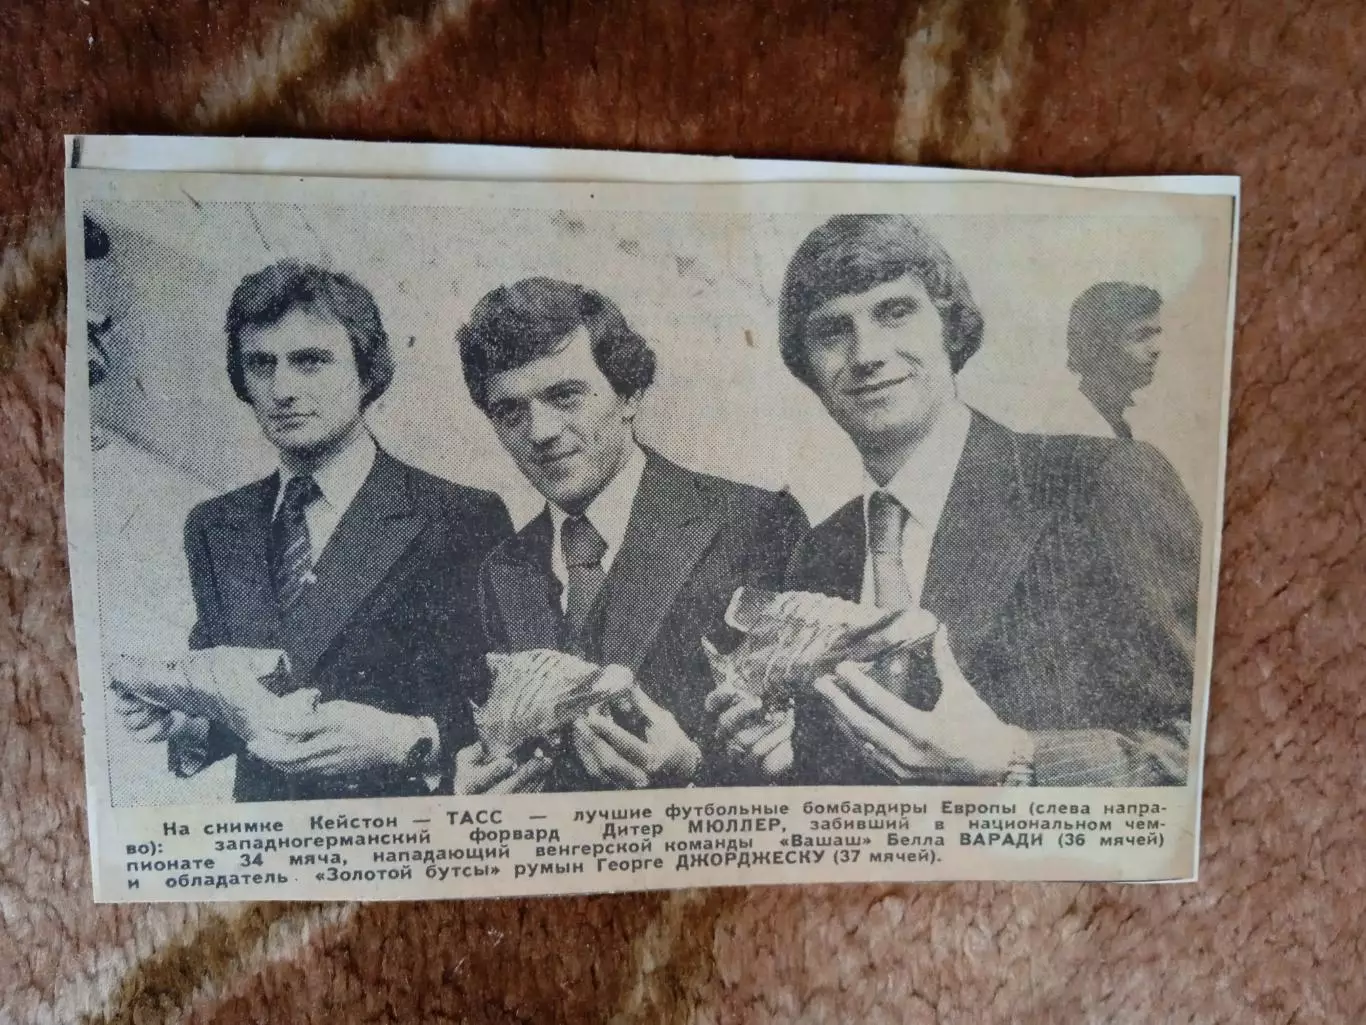 На снимке Кейстон — ТАСС — лучшие футбольные бомбардиры Европы (слева напра-
во): западногерманский форвард Дитер МЮЛЛЕР, забивший в национальном чем-
пионате 34 мяча, нападающий венгерской команды «Вашаш» Белла ВАРАДИ (36 мячей)
и обладатель «Золотой бутсы» румын Георге ДЖОРДЖЕСКУ (37 мячей).